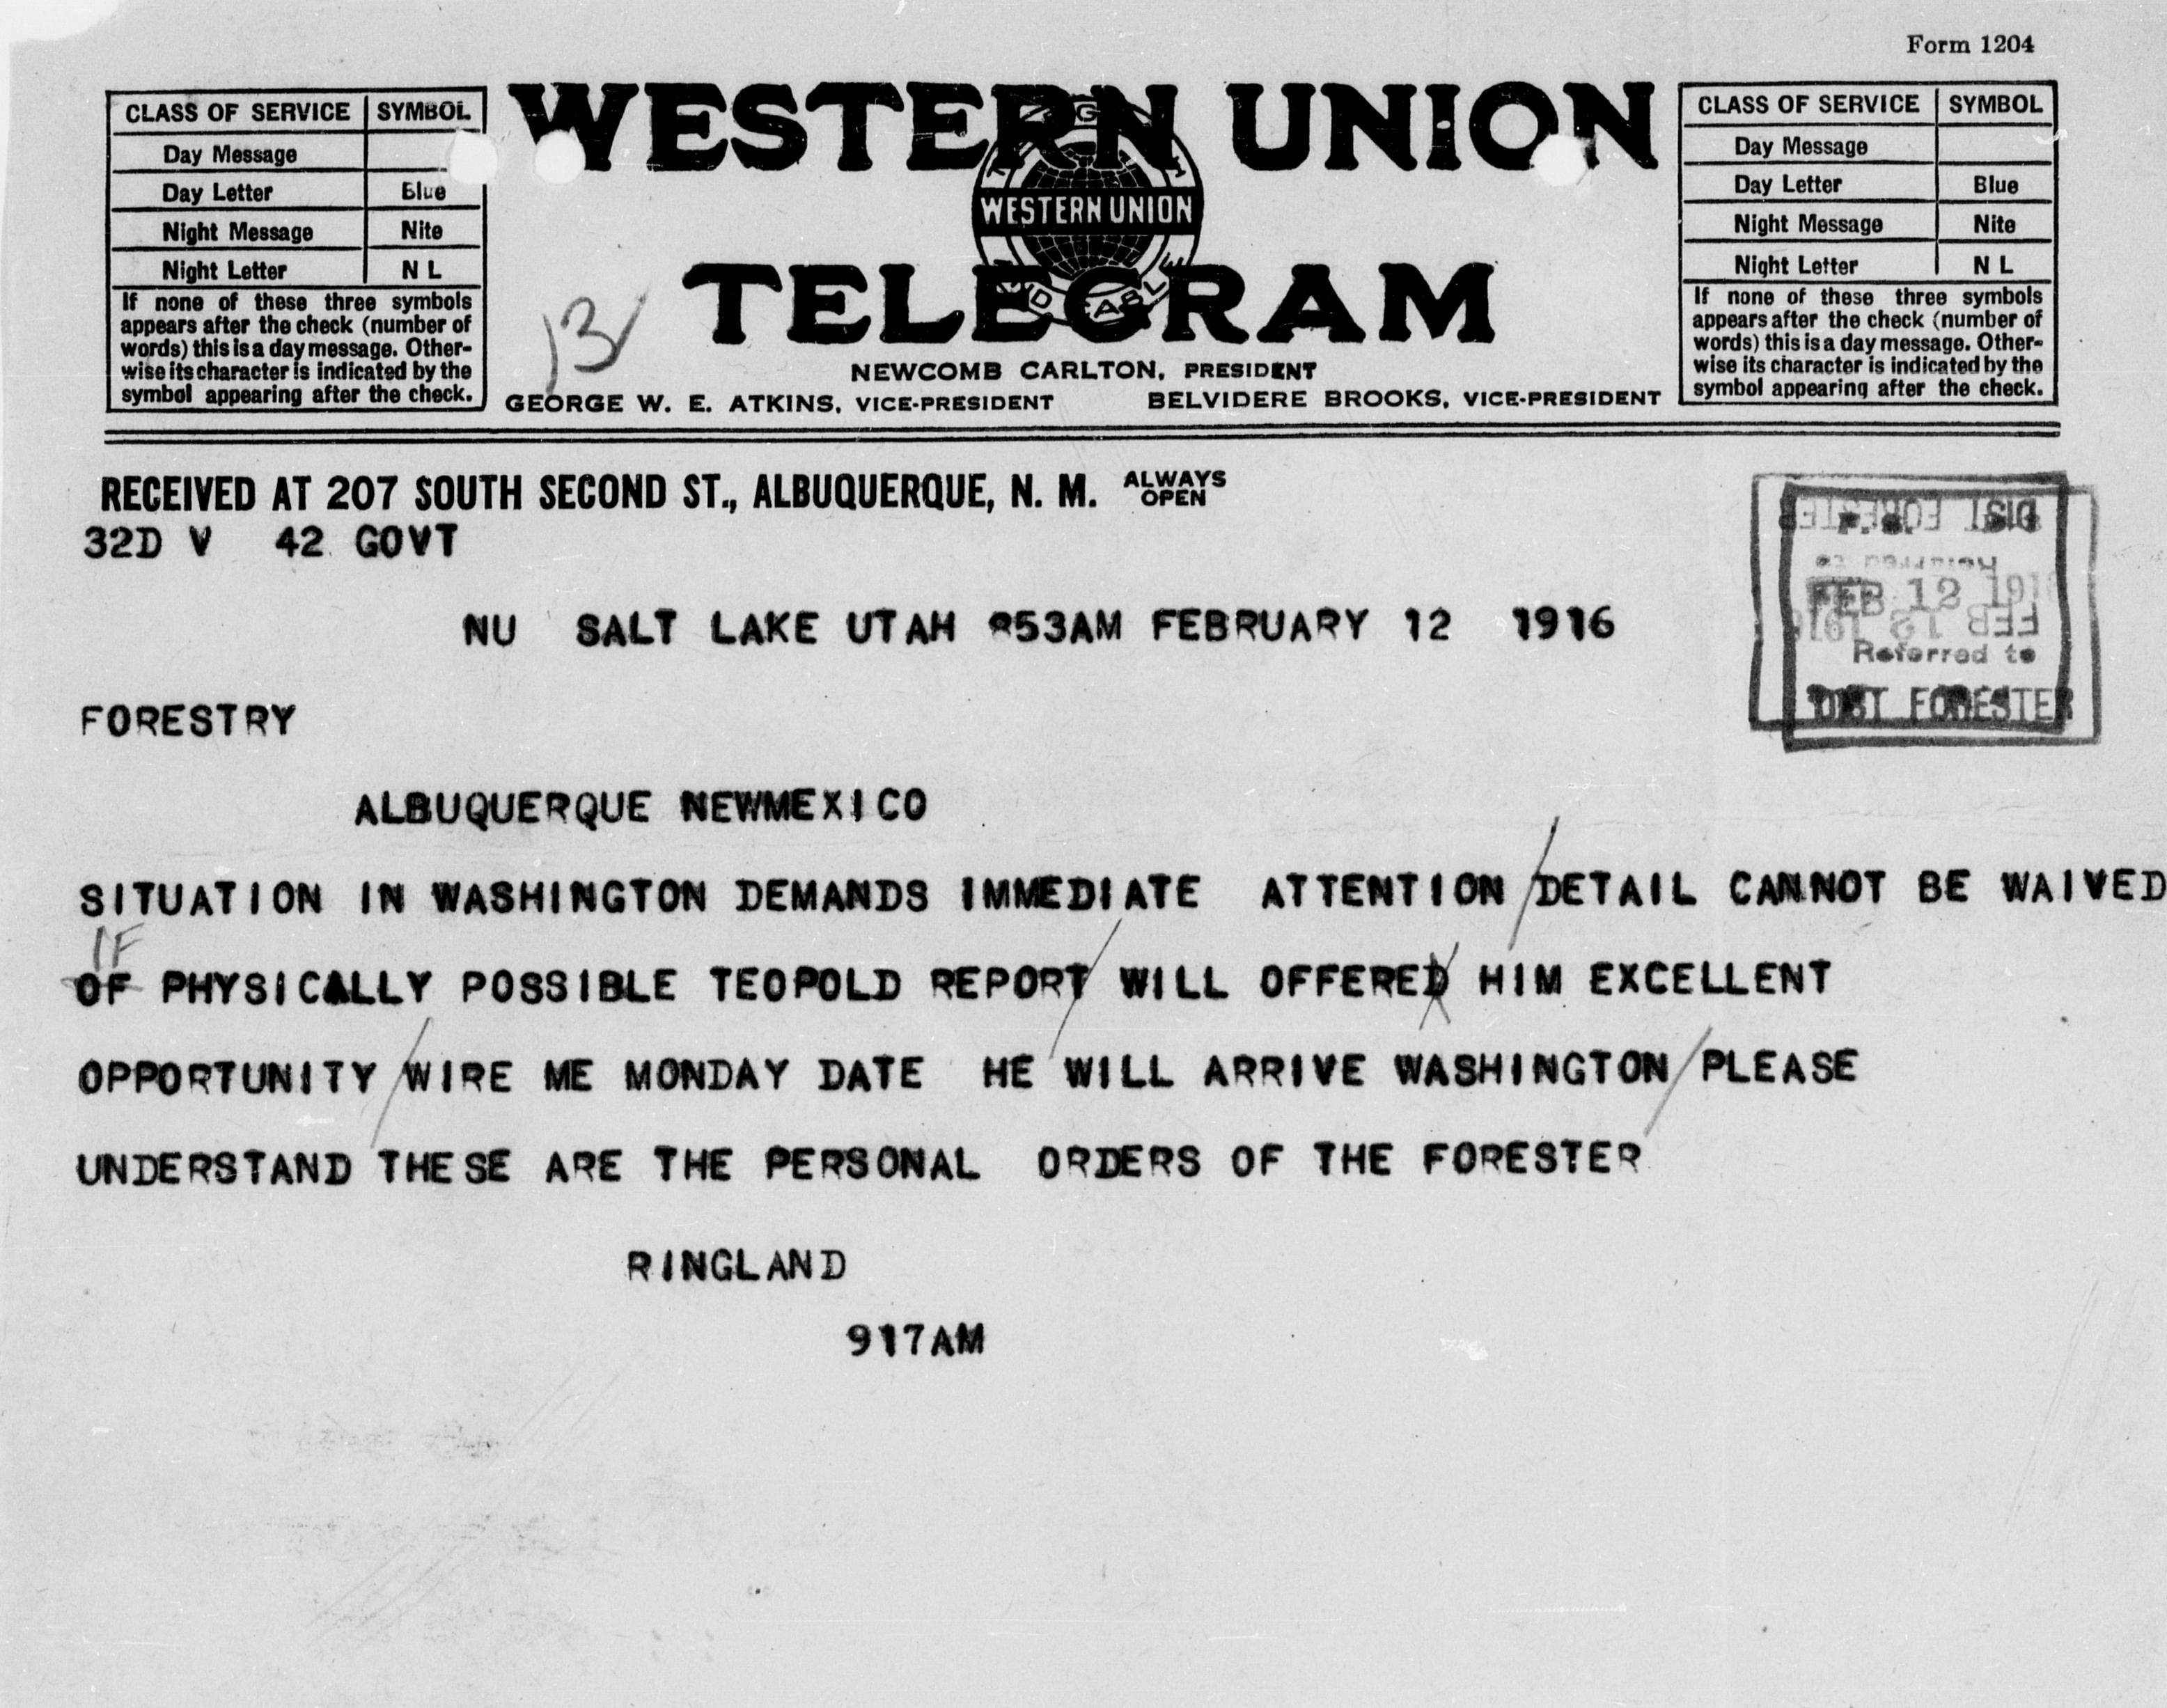 Form 1204
CLASS OF SERVICE SYMBOL
Day Message
Day Letter Blue
Night Message Nite
Night Letter N L
If none of these three symbols
appears after the check (number of
words) this is a day message. Other-
wise its character is indicated by the
symbol appearing after the check.
WESTERN UNION
WESTERN UNION
TELEGRAM
NEWCOMB CARLTON, PRESIDENT
GEORGE W. E. ATKINS, VICE-PRESIDENT BELVIDERE BROOKS, VICE-PRESIDENT
CLASS OF SERVICE SYMBOL
Day Message
Day Letter Blue
Night Message Nite
Night Letter N L
If none of these three symbols
appears after the check (number of
words) this is a day message. Other-
wise its character is indicated by the
symbol appearing after the check.
RECEIVED AT 207 SOUTH SECOND ST., ALBUQUERQUE, N. M. ALWAYS OPEN
32D V 42 GOVT
FEB 12 1916
Referred to
DIST FORESTER
NU SALT LAKE UTAH 853AM FEBRUARY 12 1916
FORESTRY
ALBUQUERQUE NEWMEXICO
SITUATION IN WASHINGTON DEMANDS IMMEDIATE ATTENTION / DETAIL CANNOT BE WAIVED
IF
OF PHYSICALLY POSSIBLE TEOPOLD REPORT / WILL OFFERED HIM EXCELLENT
OPPORTUNITY / WIRE ME MONDAY DATE HE WILL ARRIVE WASHINGTON / PLEASE
UNDERSTAND THESE ARE THE PERSONAL ORDERS OF THE FORESTER
RINGLAND
917AM